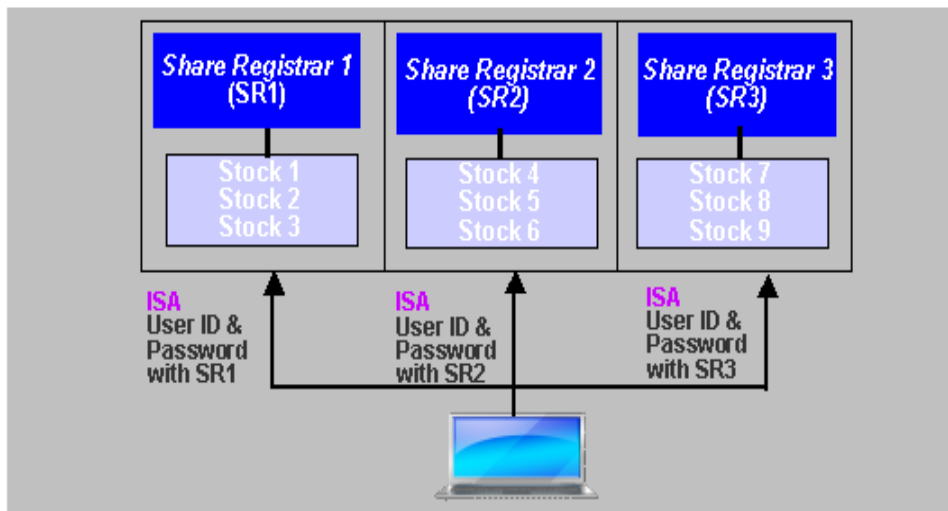 Share Registrar 1
(SR1)
Stock 1
Stock 2
Stock 3
Share Registrar 2
(SR2)
Stock 4
Stock 5
Stock 6
Share Registrar 3
(SR3)
Stock 7
Stock 8
Stock 9
ISA
User ID &
Password
with SR1
ISA
User ID &
Password
with SR2
ISA
User ID &
Password
with SR3